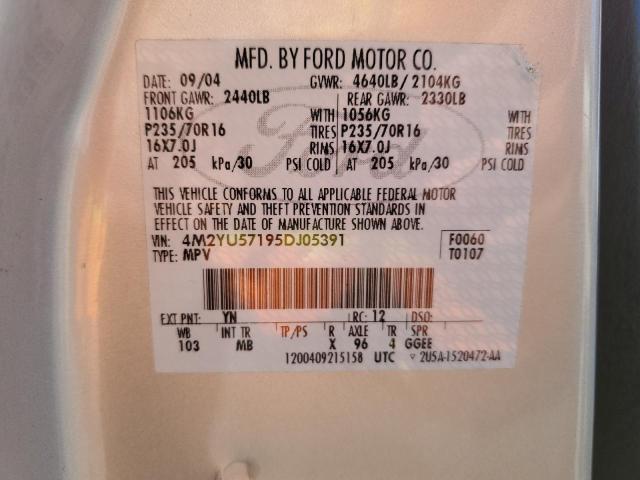 MFD. BY FORD MOTOR CO.
DATE: 09/04 GVWR: 4640LB/ 2104KG
FRONT GAWR: 2440LB REAR GAWR: 2330LB
1106KG WITH 1056KG WITH
P235/70R16 TIRES P235/70R16 TIRES
16X7.0J RIMS 16X7.0J RIMS
AT 205 kPa/30 PSI COLD AT 205 kPa/30 PSI COLD
Ford
THIS VEHICLE CONFORMS TO ALL APPLICABLE FEDERAL MOTOR
VEHICLE SAFETY AND THEFT PREVENTION STANDARDS IN
EFFECT ON THE DATE OF MANUFACTURE SHOWN ABOVE.
VIN: 4M2YU57195DJ05391 F0060
TYPE: MPV T0107
EXT PNT: YN RC: 12 DSO:
WB INT TR TP/PS R AXLE TR SPR
103 MB X 96 4 GGEE
1200409215158 UTC ▽ 2U5A-1520472-AA